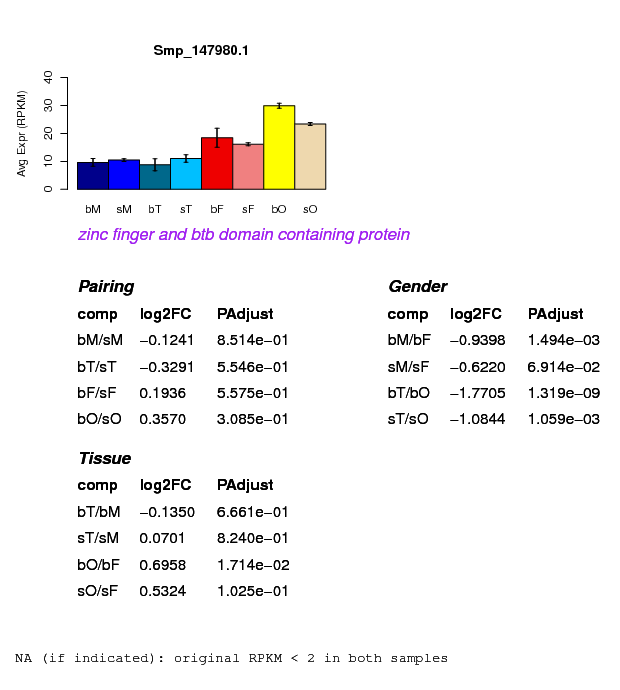 Smp_147980.1
Avg Expr (RPKM)
40
30
20
10
0
bM sM bT sT bF sF bO sO
zinc finger and btb domain containing protein
Pairing
comp log2FC PAdjust
bM/sM −0.1241 8.514e−01
bT/sT −0.3291 5.546e−01
bF/sF 0.1936 5.575e−01
bO/sO 0.3570 3.085e−01
Gender
comp log2FC PAdjust
bM/bF −0.9398 1.494e−03
sM/sF −0.6220 6.914e−02
bT/bO −1.7705 1.319e−09
sT/sO −1.0844 1.059e−03
Tissue
comp log2FC PAdjust
bT/bM −0.1350 6.661e−01
sT/sM 0.0701 8.240e−01
bO/bF 0.6958 1.714e−02
sO/sF 0.5324 1.025e−01
NA (if indicated): original RPKM < 2 in both samples